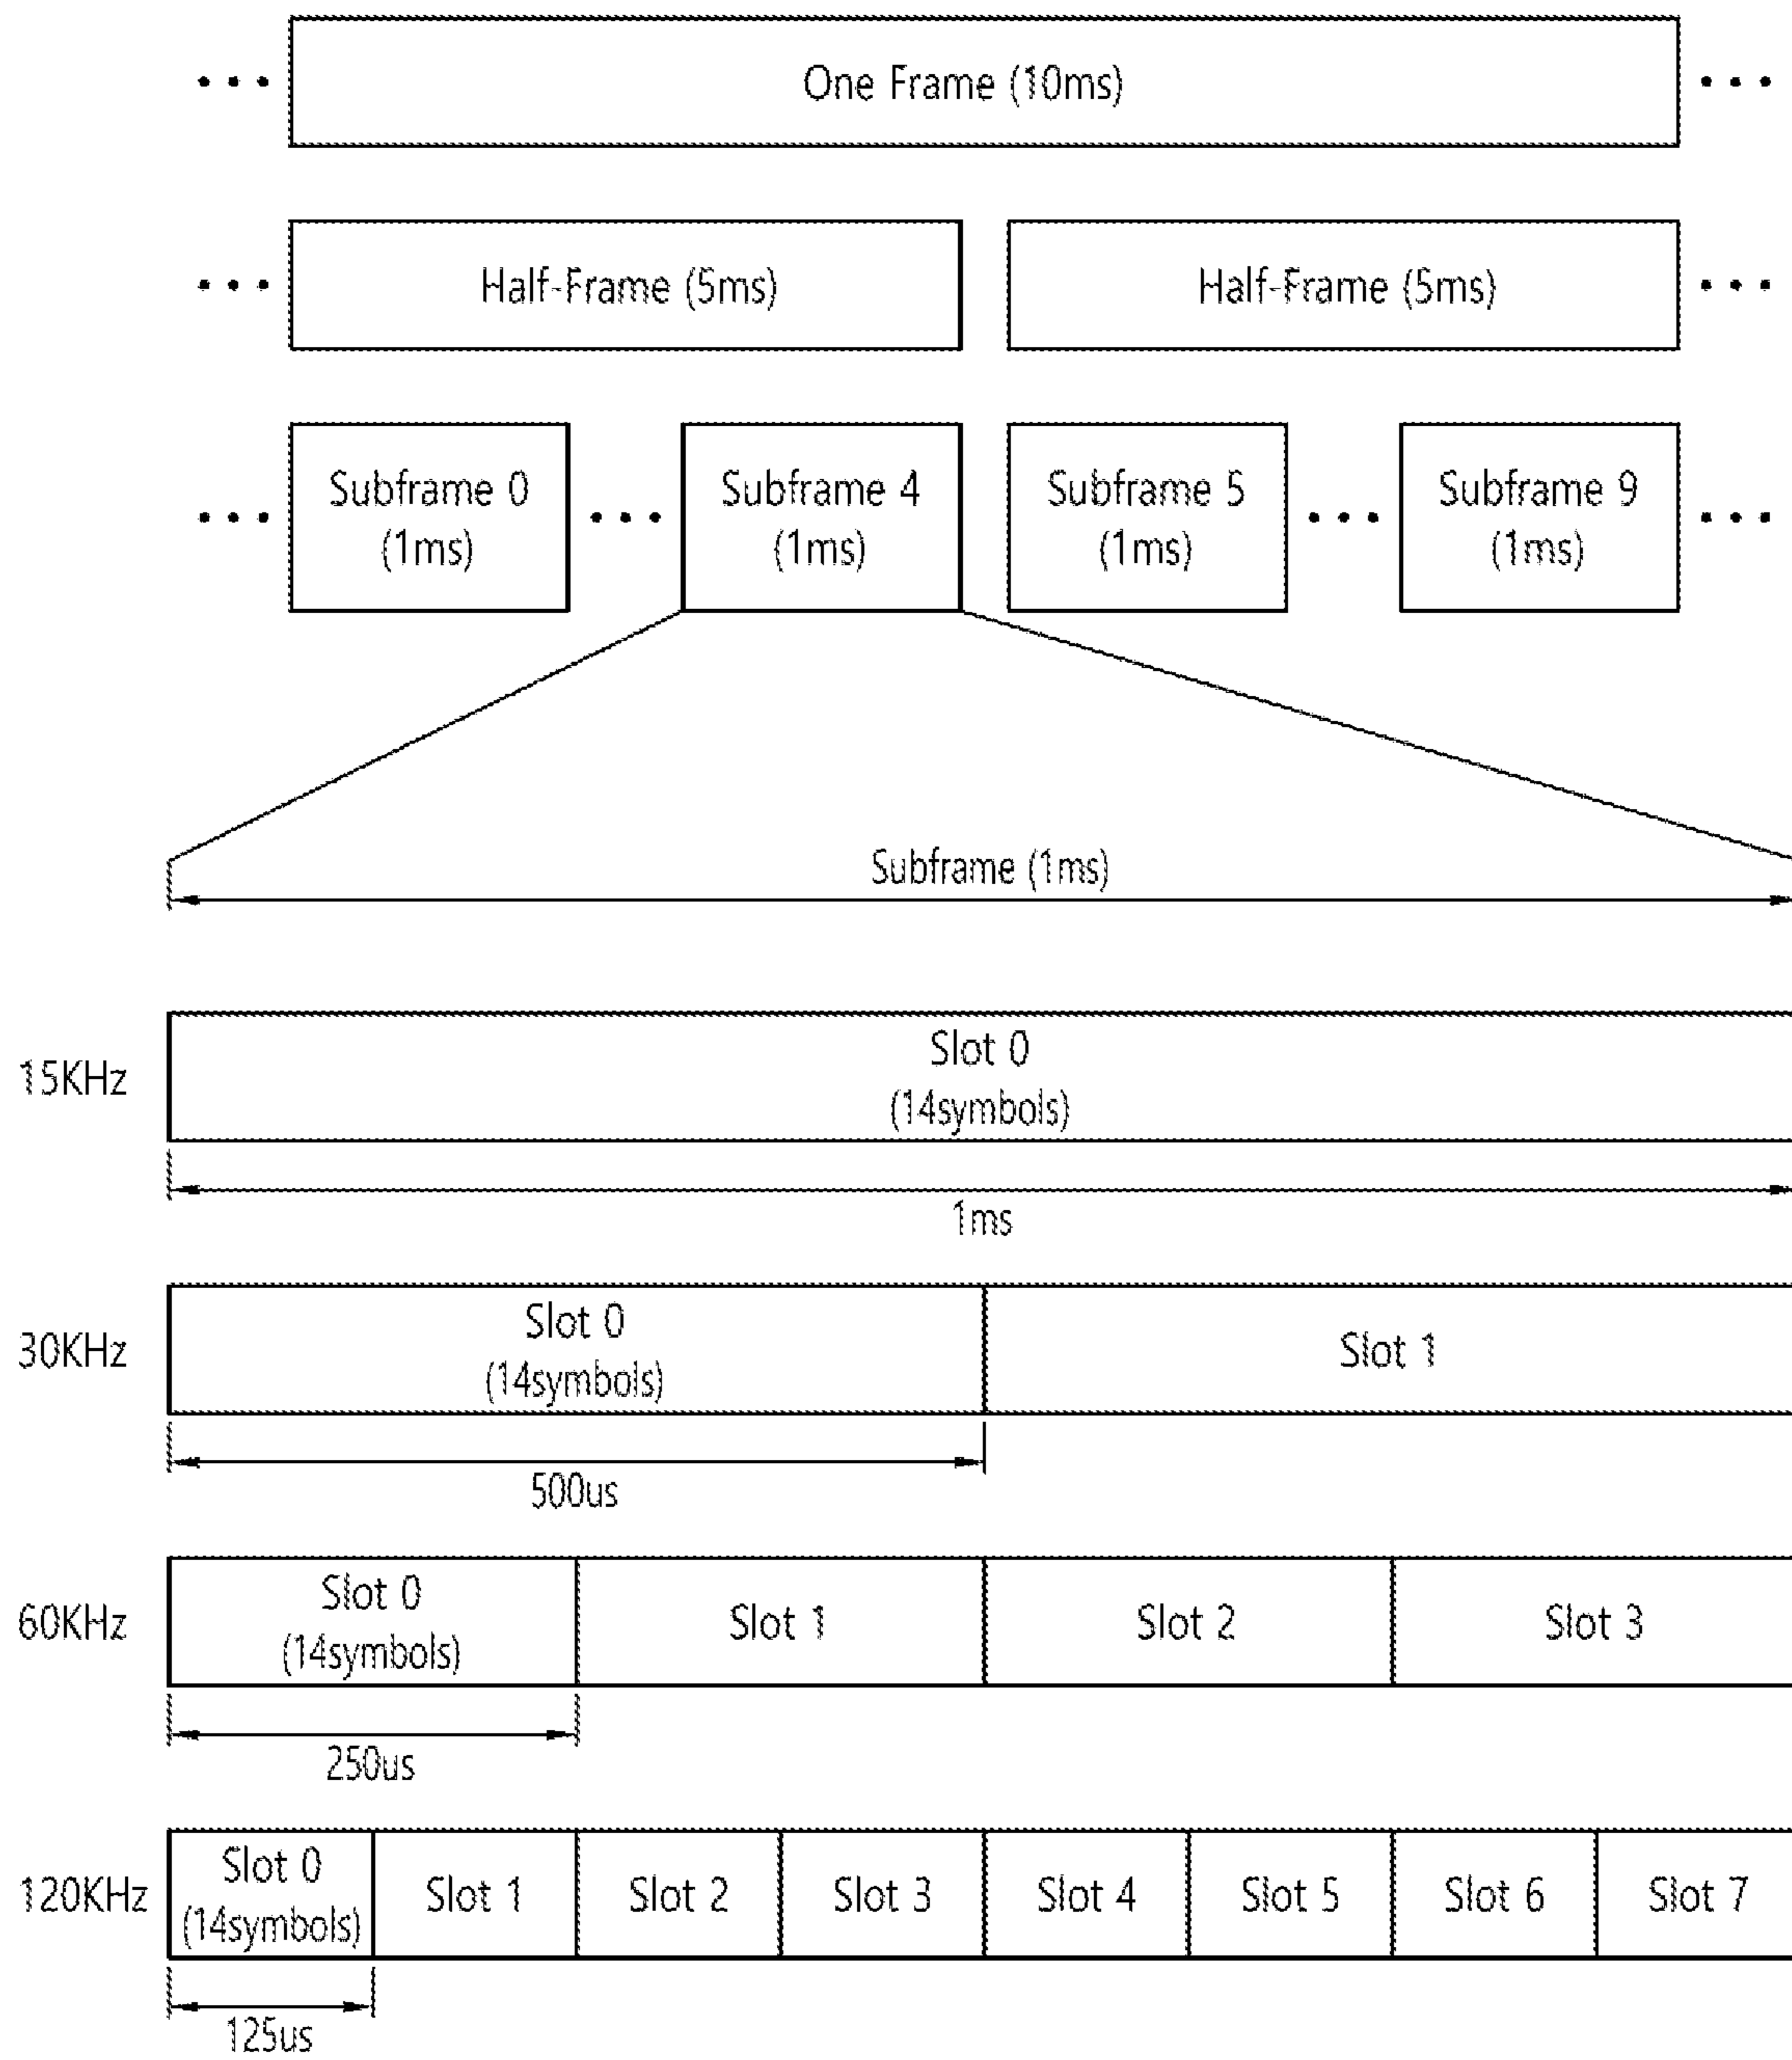 One Frame (10ms)
Half-Frame (5ms)
Half-Frame (5ms)
Subframe 0
(1ms)
Subframe 4
(1ms)
Subframe 5
(1ms)
Subframe 9
(1ms)
Subframe (1ms)
15KHz
Slot 0
(14symbols)
1ms
30KHz
Slot 0
(14symbols)
Slot 1
500us
60KHz
Slot 0
(14symbols)
Slot 1
Slot 2
Slot 3
250us
120KHz
Slot 0
(14symbols)
Slot 1
Slot 2
Slot 3
Slot 4
Slot 5
Slot 6
Slot 7
125us